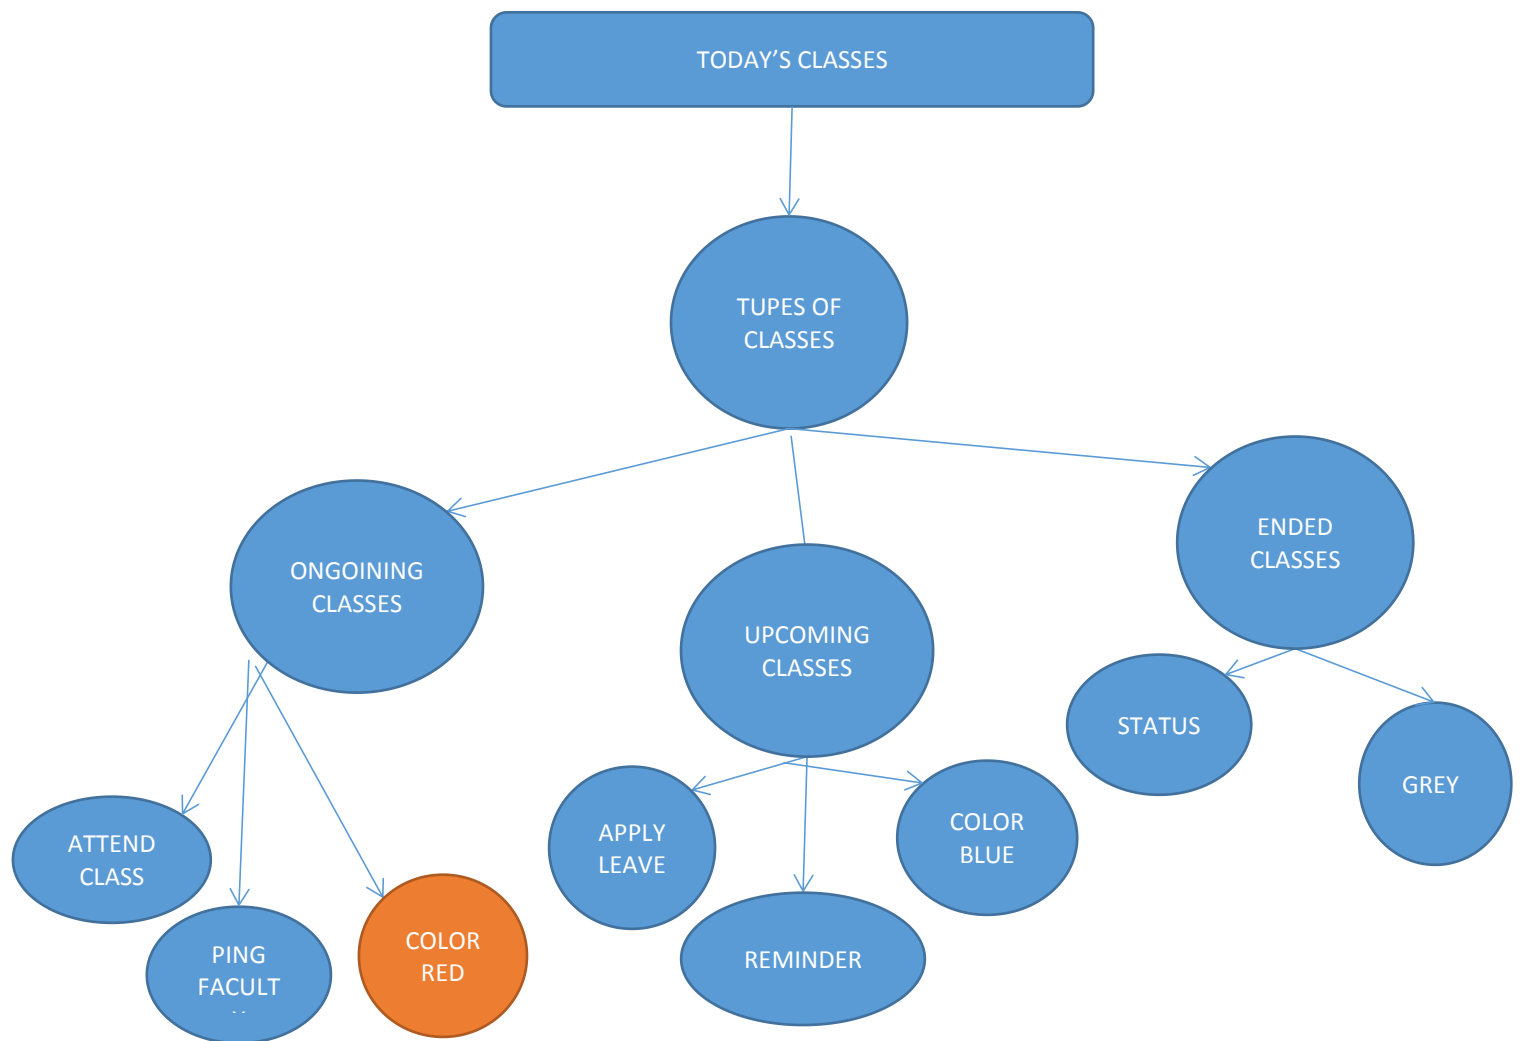 TODAY'S CLASSES
TUPES OF
CLASSES
ONGOINING
CLASSES
UPCOMING
CLASSES
ENDED
CLASSES
ATTEND
CLASS
PING
FACULT
COLOR
RED
APPLY
LEAVE
REMINDER
COLOR
BLUE
STATUS
GREY